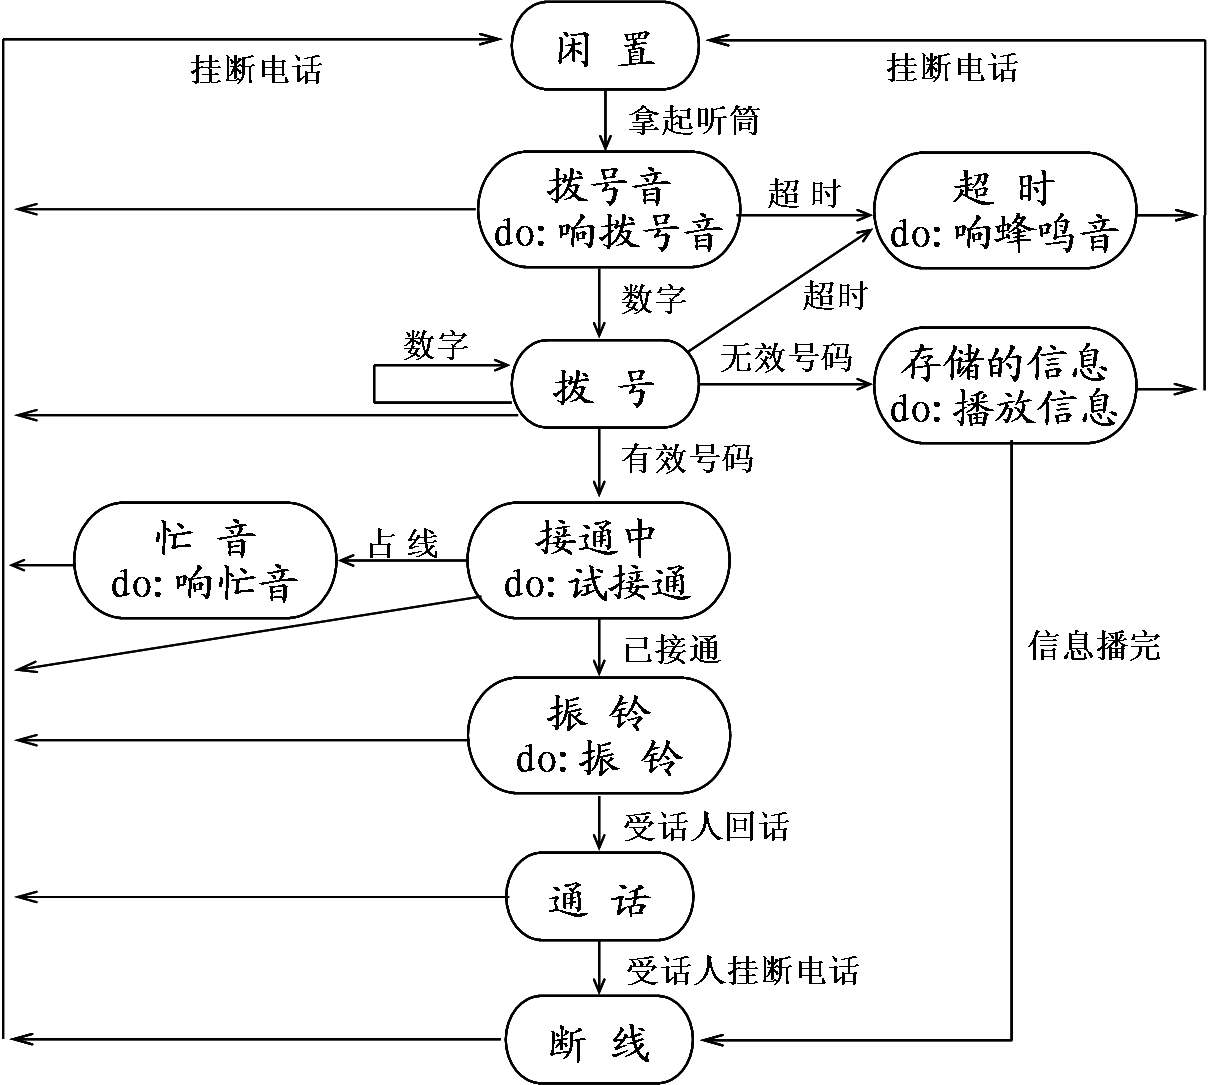 闲 置
挂断电话
挂断电话
拿起听筒
拨号音
do: 响拨号音
超 时
超 时
do: 响蜂鸣音
数字
超时
数字
无效号码
拨 号
存储的信息
do: 播放信息
有效号码
忙 音
do: 响忙音
占 线
接通中
do: 试接通
已接通
信息播完
振 铃
do: 振 铃
受话人回话
通 话
受话人挂断电话
断 线